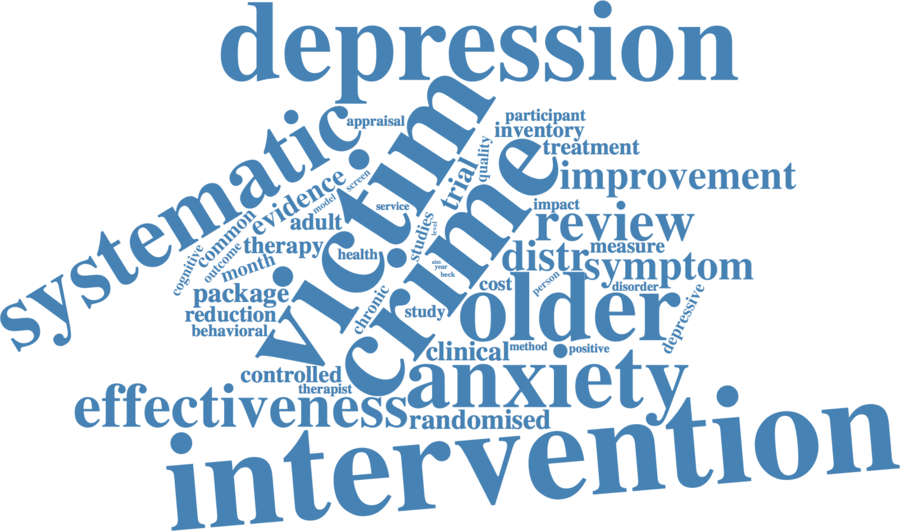 depression
appraisal
participant
inventory
treatment
victim
systematic
quality
trial
crime
improvement
screen
evidence
model
service
impact
review
adult
common
studies
level
measure
therapy
health
distr
symptom
cognitive
outcome
month
aim
year
beck
person
cost
disorder
package
chronic
older
depressive
reduction
study
behavioral
clinical
method
positive
controlled
therapist
anxiety
effectiveness
randomised
intervention